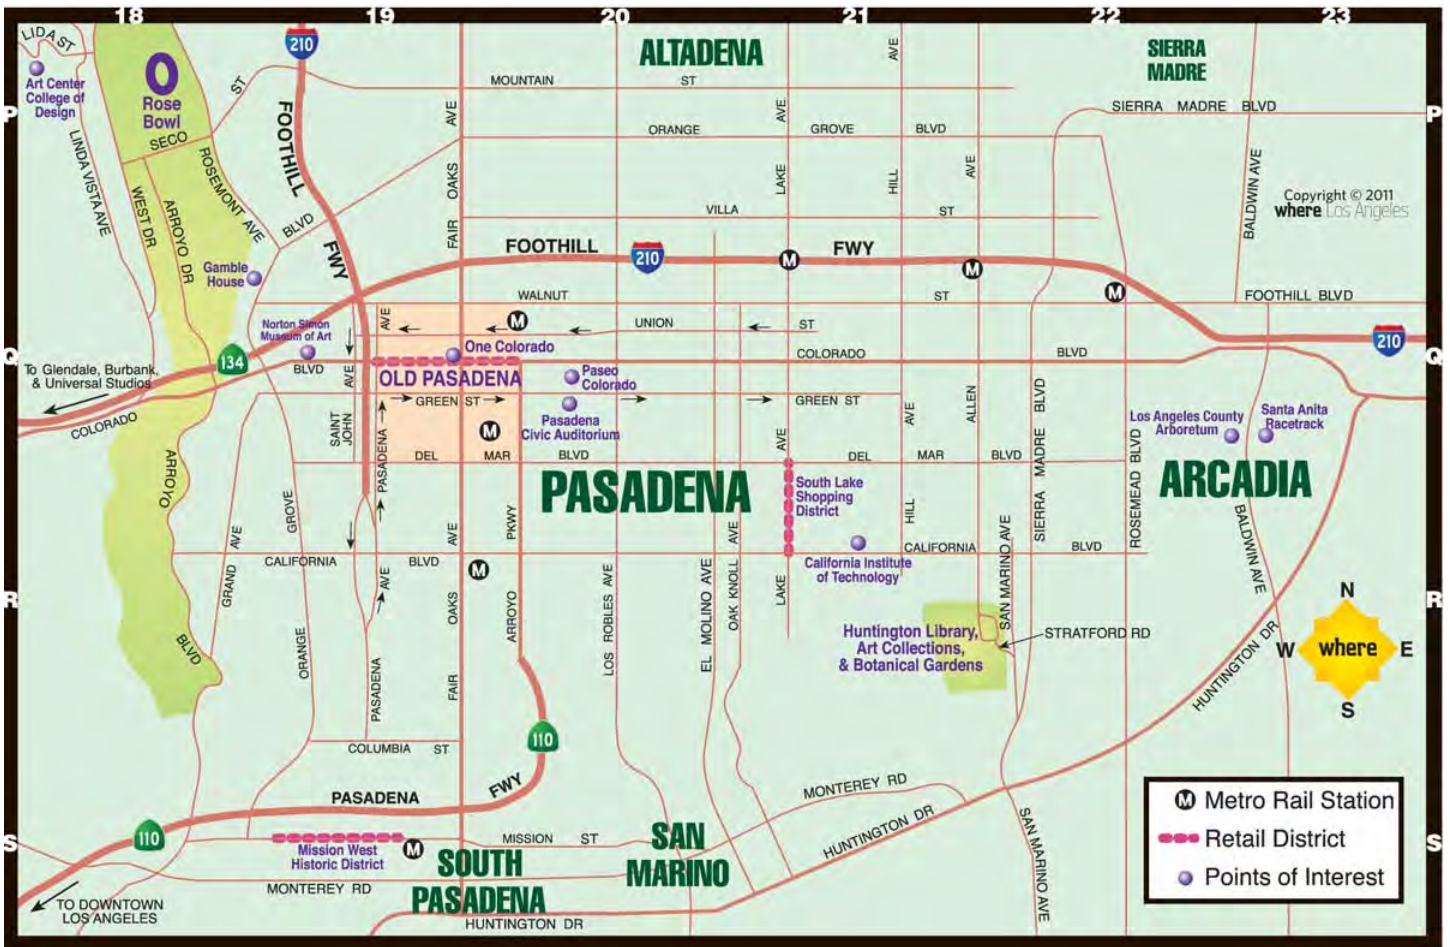 18 19 20 21 22 23
LIDA ST
210
ALTADENA
SIERRA
MADRE
AVE
Art Center
College of
Design
Rose
Bowl
ST
MOUNTAIN ST
SIERRA MADRE BLVD
P
P
FOOTHILL
AVE
AVE
ORANGE GROVE BLVD
SECO
LINDA VISTA AVE
ROSEMONT AVE
OAKS
LAKE
HILL
AVE
BALDWIN AVE
Copyright © 2011
where Los Angeles
WEST DR
ARROYO DR
BLVD
VILLA ST
FAIR
FWY
FOOTHILL
210
FWY
M
M
M
Gamble
House
WALNUT ST
FOOTHILL BLVD
Norton Simon
Museum of Art
AVE
M
UNION ST
210
One Colorado
Q
Q
134
To Glendale, Burbank,
& Universal Studios
BLVD
COLORADO BLVD
AVE
OLD PASADENA
Paseo
Colorado
GREEN ST
GREEN ST
COLORADO
SAINT
JOHN
Pasadena
Civic Auditorium
M
AVE
AVE
ALLEN
SIERRA MADRE BLVD
Los Angeles County
Arboretum
Santa Anita
Racetrack
PASADENA
DEL MAR BLVD
DEL MAR BLVD
ROSEMEAD BLVD
ARROYO
PASADENA
ARCADIA
South Lake
Shopping
District
GROVE
HILL
BALDWIN AVE
AVE
AVE
PKWY
AVE
SAN MARINO AVE
CALIFORNIA BLVD
CALIFORNIA BLVD
California Institute
of Technology
M
GRAND
AVE
OAKS
ARROYO
LOS ROBLES AVE
EL MOLINO AVE
OAK KNOLL
LAKE
R
R
BLVD
ORANGE
PASADENA
FAIR
Huntington Library,
Art Collections,
& Botanical Gardens
STRATFORD RD
HUNTINGTON DR
N
W where E
S
COLUMBIA ST
110
PASADENA FWY
MONTEREY RD
HUNTINGTON DR
SAN MARINO AVE
S
S
110
MISSION ST
Mission West
Historic District
M
SOUTH
PASADENA
SAN
MARINO
MONTEREY RD
HUNTINGTON DR
TO DOWNTOWN
LOS ANGELES
M Metro Rail Station
Retail District
Points of Interest